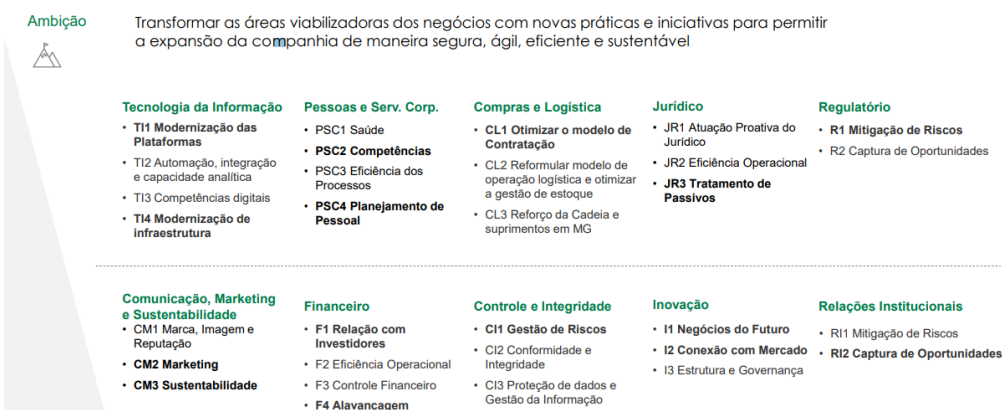 Ambição
Transformar as áreas viabilizadoras dos negócios com novas práticas e iniciativas para permitir
a expansão da companhia de maneira segura, ágil, eficiente e sustentável
Tecnologia da Informação
• TI1 Modernização das
Plataformas
• TI2 Automação, integração
e capacidade analítica
• TI3 Competências digitais
• TI4 Modernização de
infraestrutura
Pessoas e Serv. Corp.
• PSC1 Saúde
• PSC2 Competências
• PSC3 Eficiência dos
Processos
• PSC4 Planejamento de
Pessoal
Compras e Logística
• CL1 Otimizar o modelo de
Contratação
• CL2 Reformular modelo de
operação logística e otimizar
a gestão de estoque
• CL3 Reforço da Cadeia e
suprimentos em MG
Jurídico
• JR1 Atuação Proativa do
Jurídico
• JR2 Eficiência Operacional
• JR3 Tratamento de
Passivos
Regulatório
• R1 Mitigação de Riscos
• R2 Captura de Oportunidades
Comunicação, Marketing
e Sustentabilidade
• CM1 Marca, Imagem e
Reputação
• CM2 Marketing
• CM3 Sustentabilidade
Financeiro
• F1 Relação com
Investidores
• F2 Eficiência Operacional
• F3 Controle Financeiro
• F4 Alavancagem
Controle e Integridade
• CI1 Gestão de Riscos
• CI2 Conformidade e
Integridade
• CI3 Proteção de dados e
Gestão da Informação
Inovação
• I1 Negócios do Futuro
• I2 Conexão com Mercado
• I3 Estrutura e Governança
Relações Institucionais
• RI1 Mitigação de Riscos
• RI2 Captura de Oportunidades